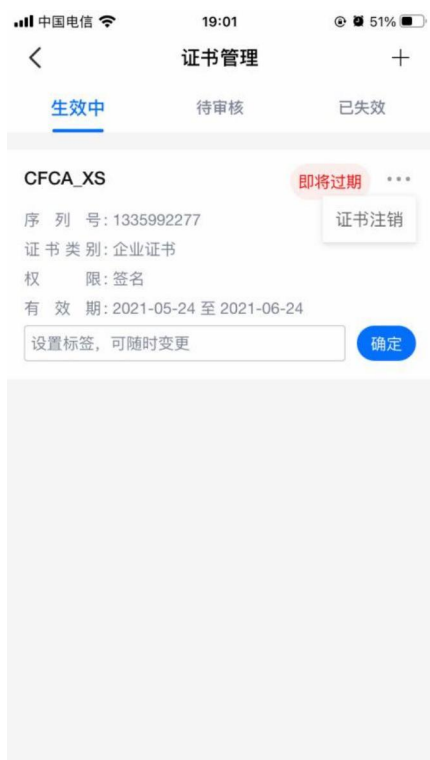 中国电信 19:01 51%
证书管理
生效中 待审核 已失效
CFCA_XS 即将过期
序列号: 1335992277 证书注销
证书类别: 企业证书
权限: 签名
有效期: 2021-05-24 至 2021-06-24
设置标签，可随时变更 确定